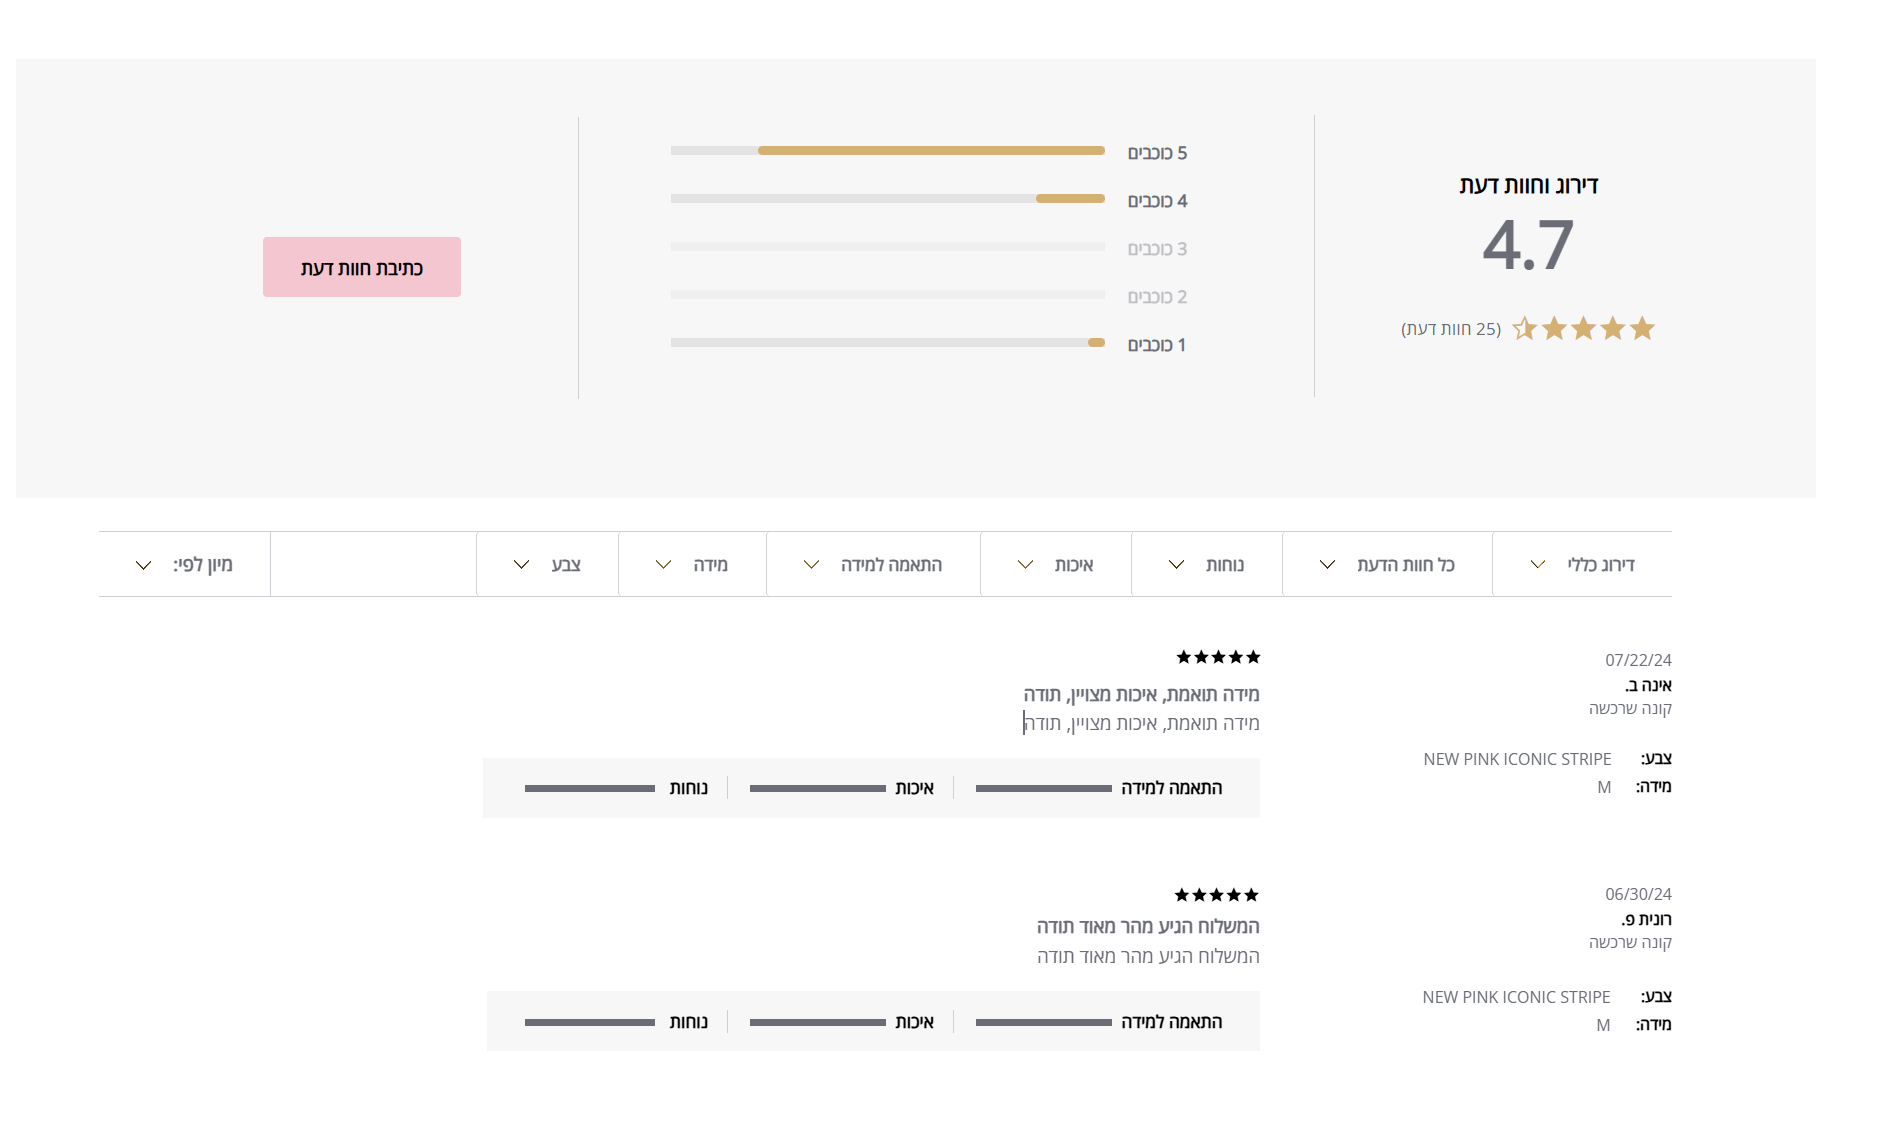 דירוג וחוות דעת
4.7
(25 חוות דעת)
5 כוכבים
4 כוכבים
3 כוכבים
2 כוכבים
1 כוכבים
כתיבת חוות דעת
דירוג כללי
כל חוות הדעת
נוחות
איכות
התאמה למידה
מידה
צבע
מיון לפי:
07/22/24
אינה ב.
קונה שרכשה
צבע: NEW PINK ICONIC STRIPE
מידה: M
מידה תואמת, איכות מצויין, תודה
מידה תואמת, איכות מצויין, תודה
התאמה למידה
איכות
נוחות
06/30/24
רונית פ.
קונה שרכשה
צבע: NEW PINK ICONIC STRIPE
מידה: M
המשלוח הגיע מהר מאוד תודה
המשלוח הגיע מהר מאוד תודה
התאמה למידה
איכות
נוחות